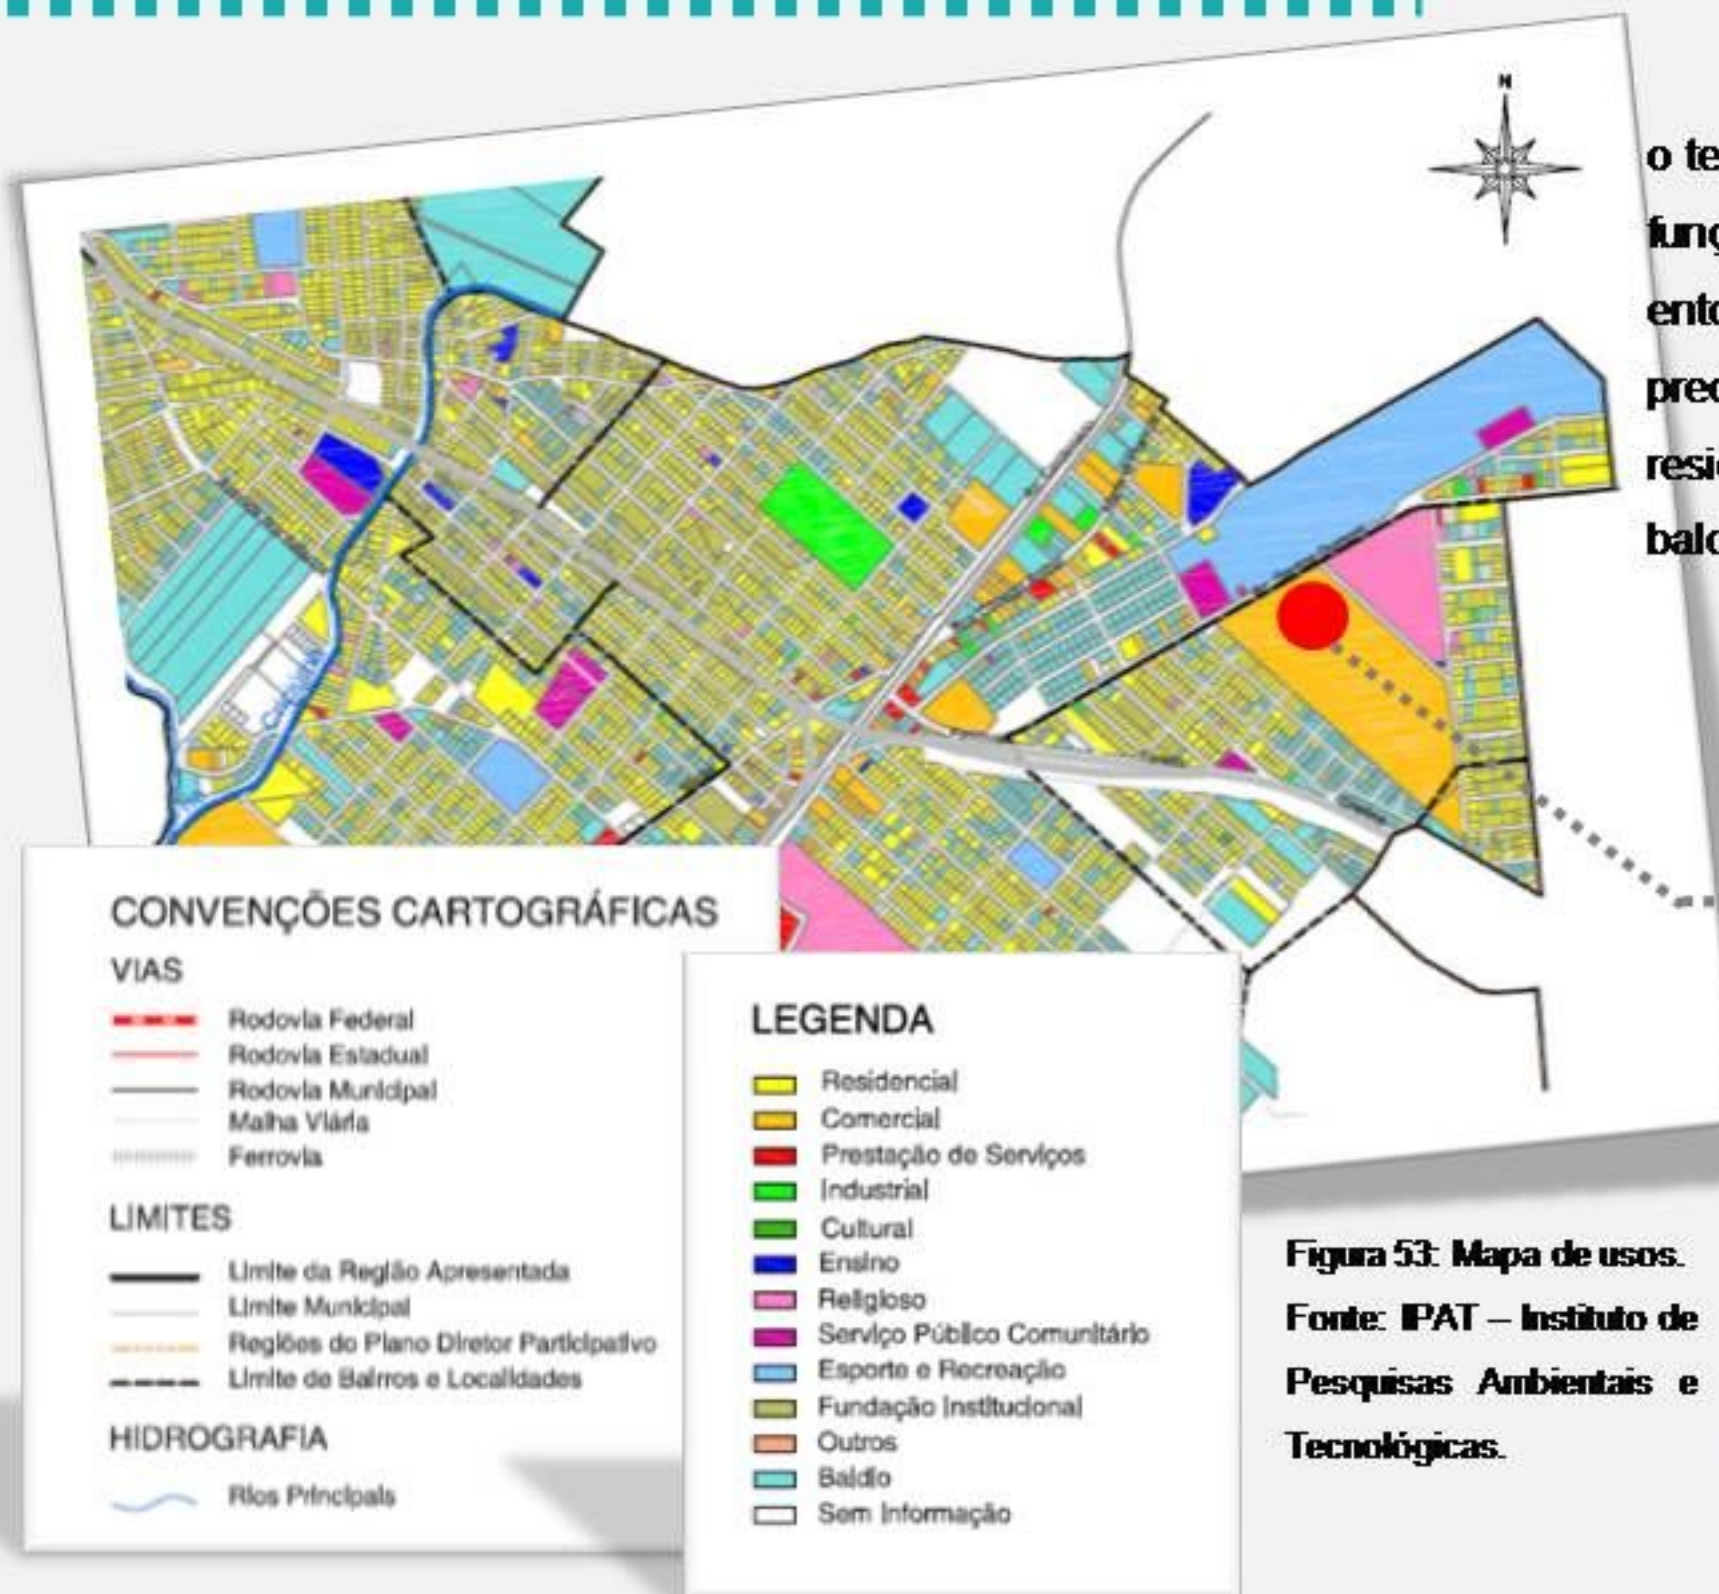 N
o te
funç
ento
pred
resi
bald
CONVENÇÕES CARTOGRÁFICAS
VIAS
Rodovia Federal
Rodovia Estadual
Rodovia Municipal
Malha Viária
Ferrovia
LIMITES
Limite da Região Apresentada
Limite Municipal
Regiões do Plano Diretor Participativo
Limite de Bairros e Localidades
HIDROGRAFIA
Rios Principais
LEGENDA
Residencial
Comercial
Prestação de Serviços
Industrial
Cultural
Ensino
Religioso
Serviço Público Comunitário
Esporte e Recreação
Fundação Institucional
Outros
Baldio
Sem Informação
Figura 53: Mapa de usos.
Fonte: IPAT – Instituto de
Pesquisas Ambientais e
Tecnológicas.